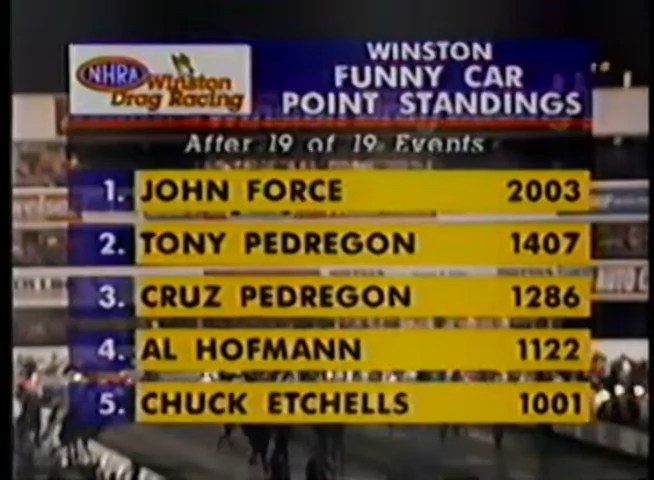 NHRA Winston
Drag Racing
WINSTON
FUNNY CAR
POINT STANDINGS
After 19 of 19 Events
1. JOHN FORCE 2003
2. TONY PEDREGON 1407
3. CRUZ PEDREGON 1286
4. AL HOFMANN 1122
5. CHUCK ETCHELLS 1001